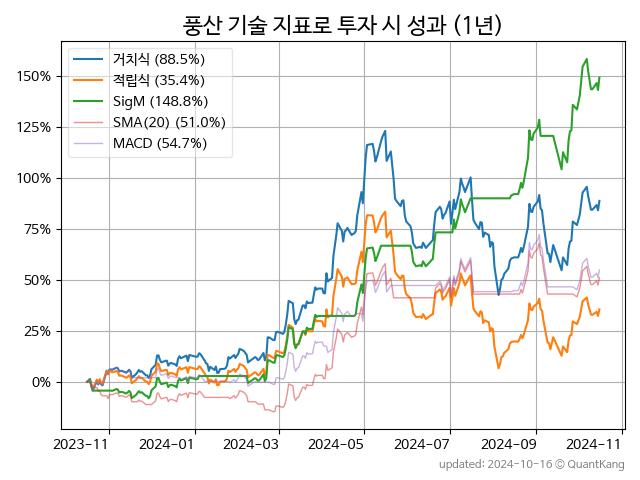 풍산 기술 지표로 투자 시 성과 (1년)
거치식 (88.5%)
적립식 (35.4%)
SigM (148.8%)
SMA(20) (51.0%)
MACD (54.7%)
150%
125%
100%
75%
50%
25%
0%
2023-11 2024-01 2024-03 2024-05 2024-07 2024-09 2024-11
updated: 2024-10-16 © QuantKang